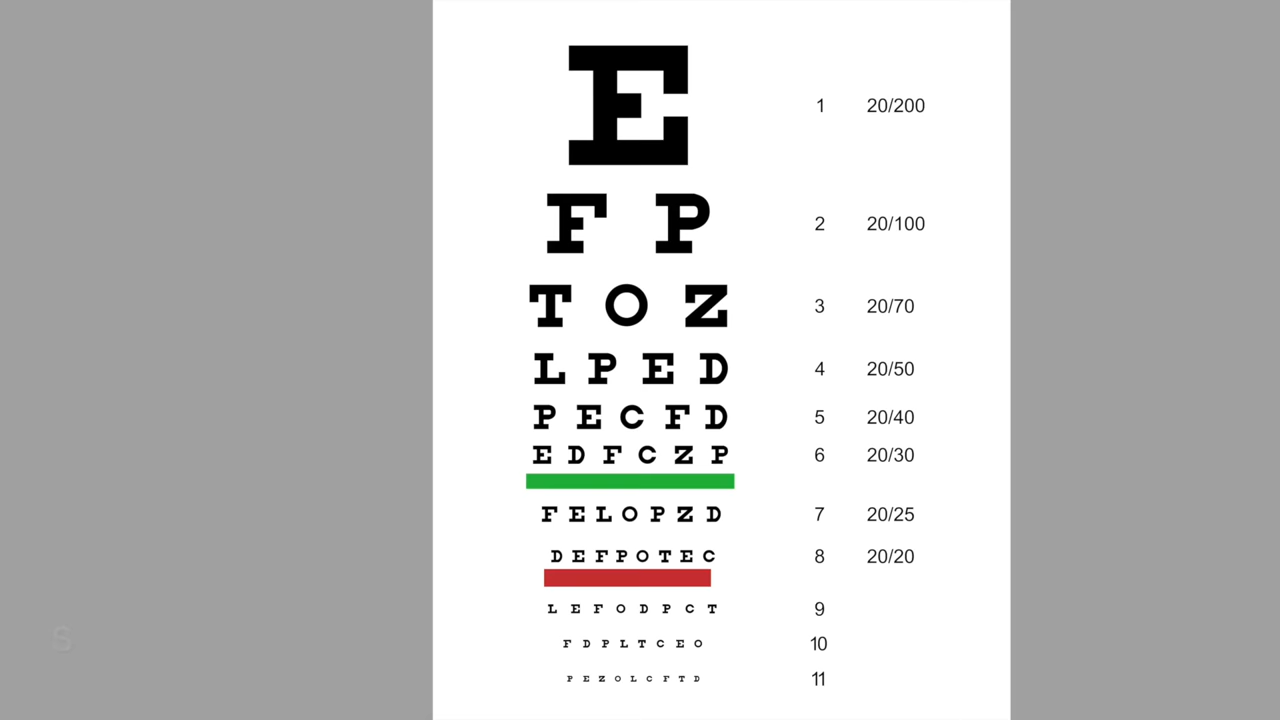 E 1 20/200
F P 2 20/100
T O Z 3 20/70
L P E D 4 20/50
P E C F D 5 20/40
E D F C Z P 6 20/30
F E L O P Z D 7 20/25
D E F P O T E C 8 20/20
L E F O D P C T 9
F D P L T C E O 10
P E Z O L C F T D 11
S